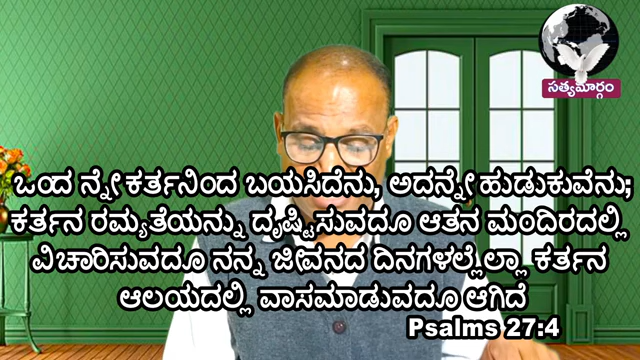 ಸತ್ಯಮಾರ್ಗಂ
ಒಂದ ನ್ನೇ ಕರ್ತನಿಂದ ಬಯಸಿದೆನು, ಅದನ್ನೇ ಹುಡುಕುವೆನು;
ಕರ್ತನ ರಮ್ಯತೆಯನ್ನು ದೃಷ್ಟಿಸುವದೂ ಆತನ ಮಂದಿರದಲ್ಲಿ
ವಿಚಾರಿಸುವದೂ ನನ್ನ ಜೀವನದ ದಿನಗಳಲ್ಲೆಲ್ಲಾ ಕರ್ತನ
ಆಲಯದಲ್ಲಿ ವಾಸಮಾಡುವದೂ ಆಗಿದೆ
Psalms 27:4